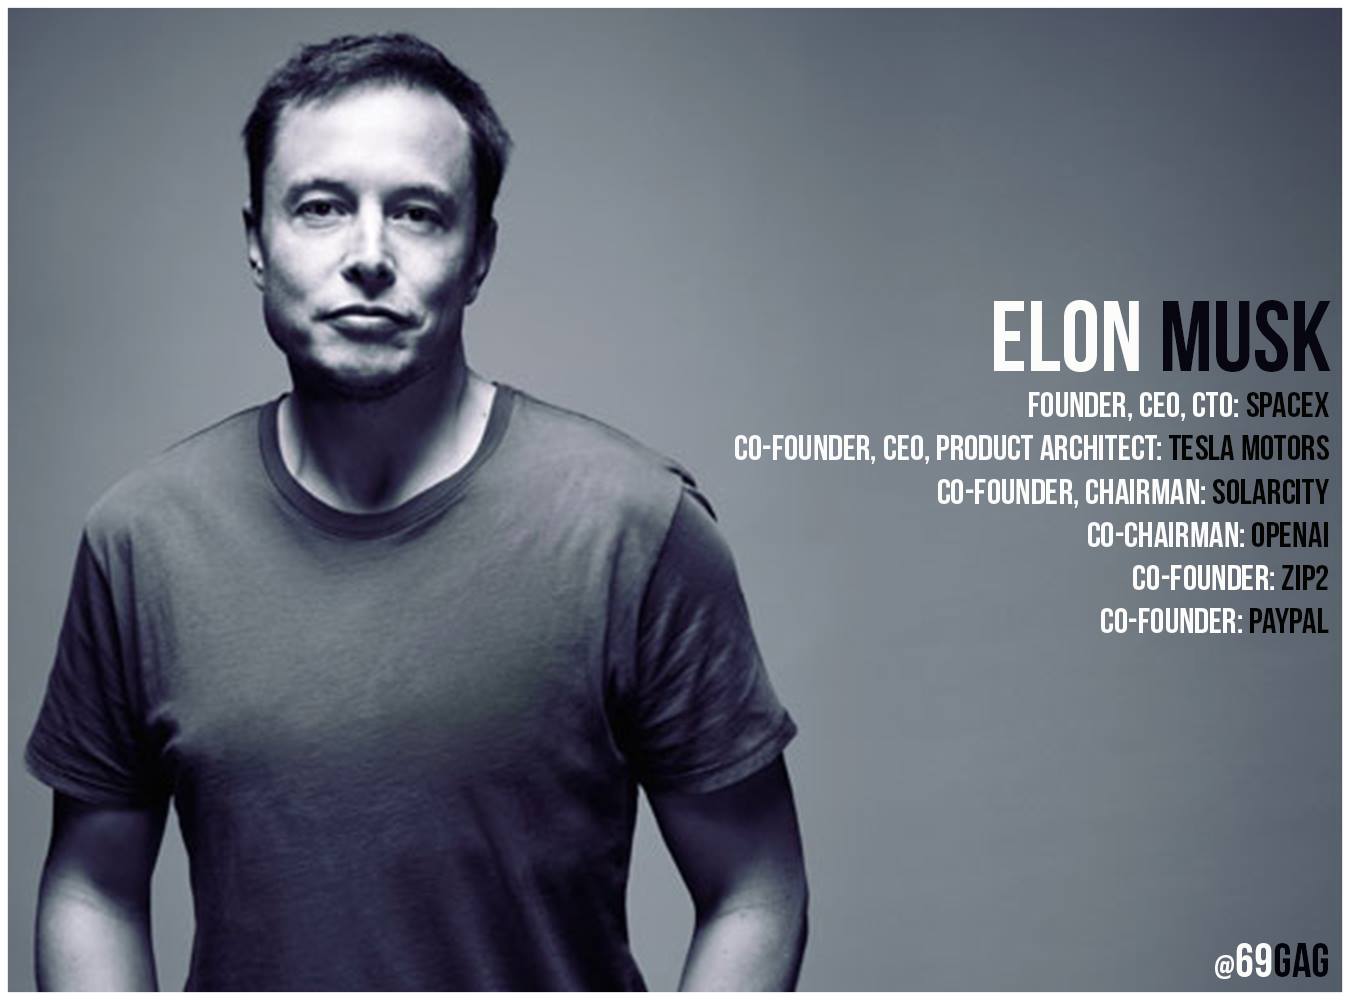 ELON MUSK
FOUNDER, CEO, CTO: SPACEX
CO-FOUNDER, CEO, PRODUCT ARCHITECT: TESLA MOTORS
CO-FOUNDER, CHAIRMAN: SOLARCITY
CO-CHAIRMAN: OPENAI
CO-FOUNDER: ZIP2
CO-FOUNDER: PAYPAL
@69GAG